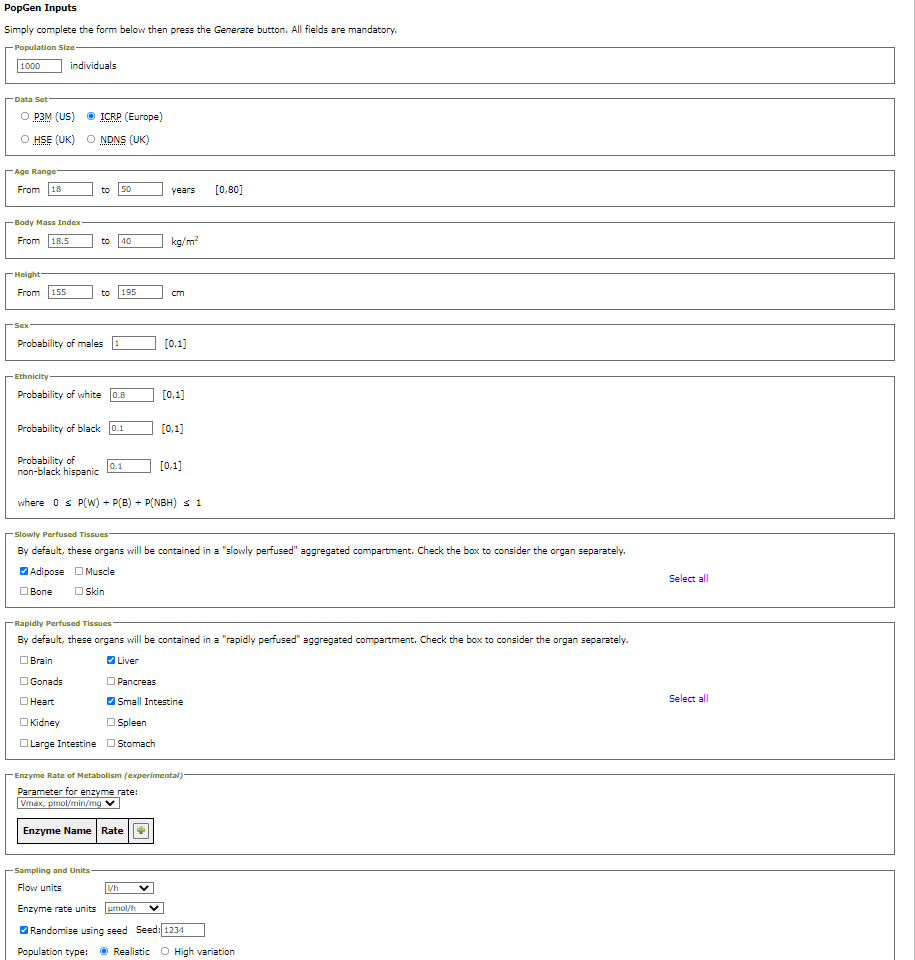 PopGen Inputs
Simply complete the form below then press the Generate button. All fields are mandatory.
Population Size
1000 individuals
Data Set
P3M (US) ICRP (Europe)
HSE (UK) NDNS (UK)
Age Range
From 18 to 50 years [0,80]
Body Mass Index
From 18.5 to 40 kg/m²
Height
From 155 to 195 cm
Sex
Probability of males 1 [0,1]
Ethnicity
Probability of white 0.8 [0,1]
Probability of black 0.1 [0,1]
Probability of
non-black hispanic 0.1 [0,1]
where 0 ≤ P(W) + P(B) + P(NBH) ≤ 1
Slowly Perfused Tissues
By default, these organs will be contained in a "slowly perfused" aggregated compartment. Check the box to consider the organ separately.
Adipose Muscle
Select all
Bone Skin
Rapidly Perfused Tissues
By default, these organs will be contained in a "rapidly perfused" aggregated compartment. Check the box to consider the organ separately.
Brain Liver
Gonads Pancreas
Heart Small Intestine Select all
Kidney Spleen
Large Intestine Stomach
Enzyme Rate of Metabolism (experimental)
Parameter for enzyme rate:
Vmax, pmol/min/mg
Enzyme Name Rate
Sampling and Units
Flow units l/h
Enzyme rate units μmol/h
Randomise using seed Seed: 1234
Population type: Realistic High variation